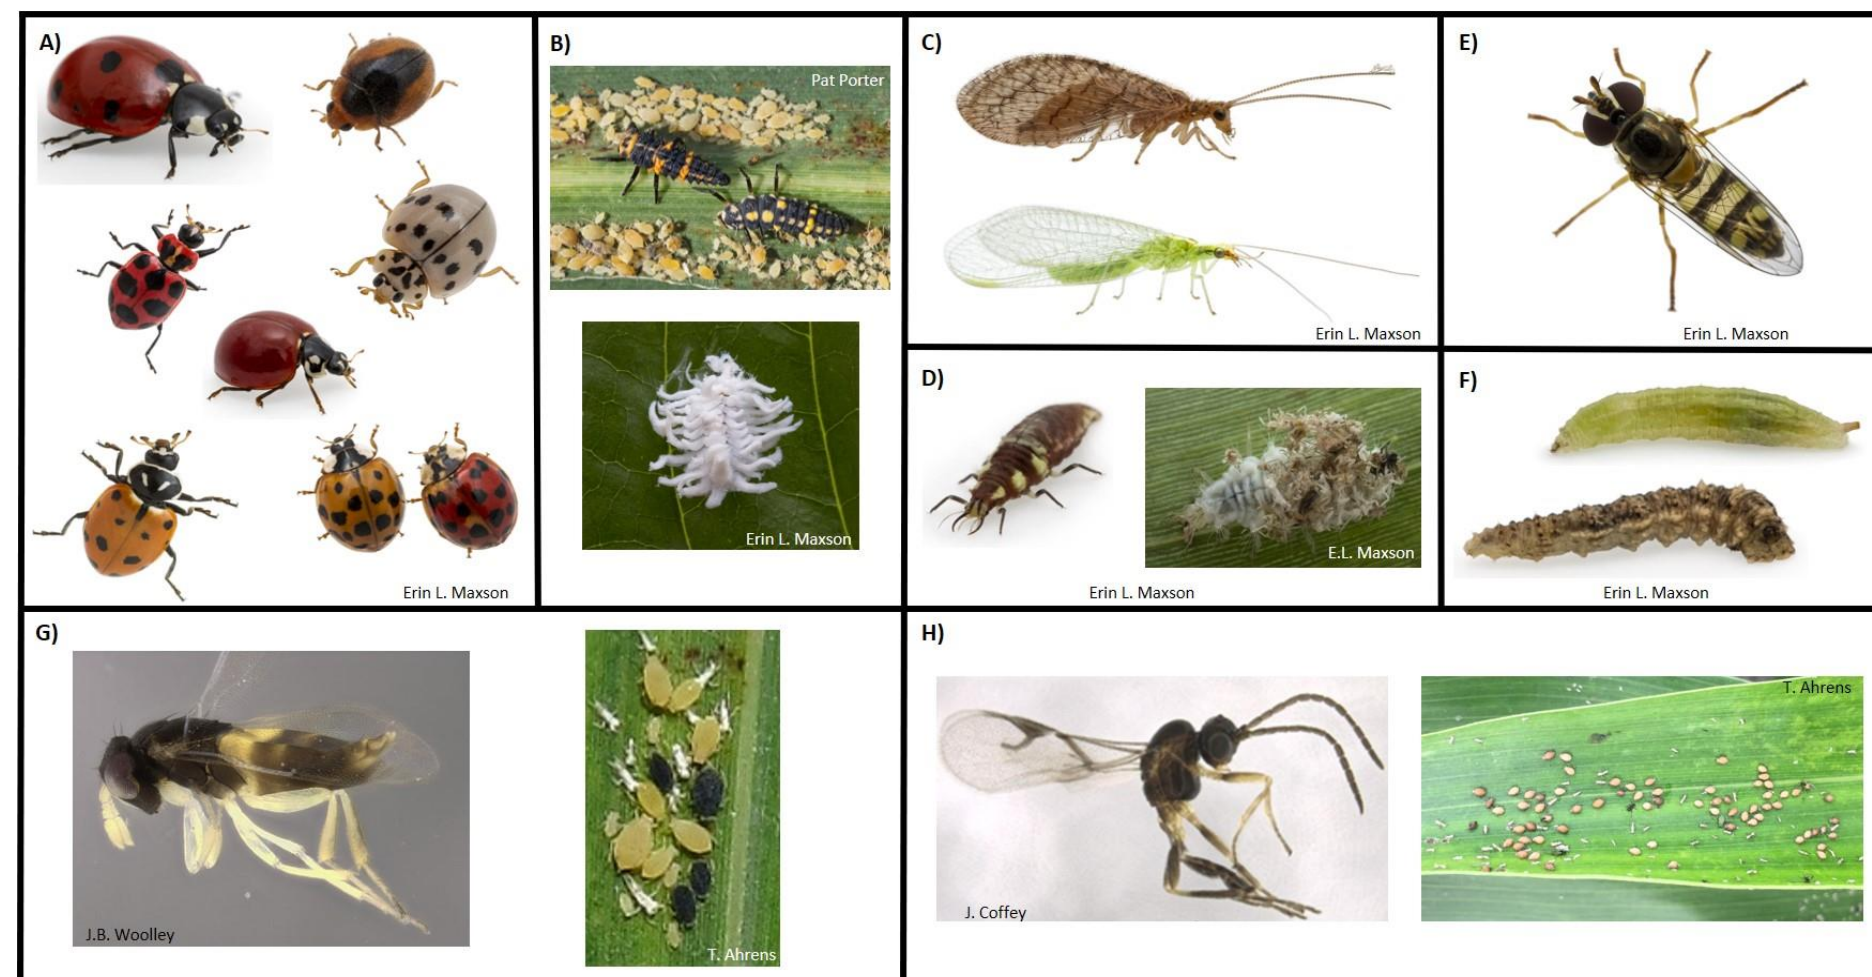 A)
Erin L. Maxson
B)
Pat Porter
Erin L. Maxson
C)
Erin L. Maxson
E)
Erin L. Maxson
D)
E.L. Maxson
Erin L. Maxson
F)
Erin L. Maxson
G)
J.B. Woolley
T. Ahrens
H)
J. Coffey
T. Ahrens